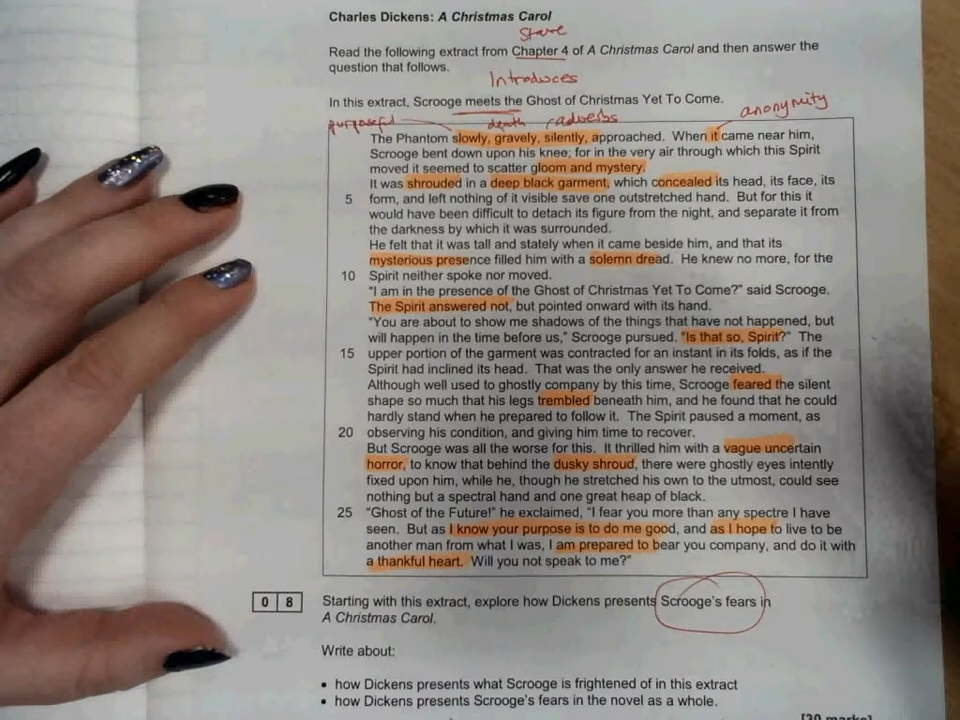 Charles Dickens: A Christmas Carol
Stave
Read the following extract from Chapter 4 of A Christmas Carol and then answer the
question that follows.
Introduces
In this extract, Scrooge meets the Ghost of Christmas Yet To Come.
anonymity
purposeful death adverbs
The Phantom slowly, gravely, silently, approached. When it came near him,
Scrooge bent down upon his knee; for in the very air through which this Spirit
moved it seemed to scatter gloom and mystery.
It was shrouded in a deep black garment, which concealed its head, its face, its
5 form, and left nothing of it visible save one outstretched hand. But for this it
would have been difficult to detach its figure from the night, and separate it from
the darkness by which it was surrounded.
He felt that it was tall and stately when it came beside him, and that its
mysterious presence filled him with a solemn dread. He knew no more, for the
10 Spirit neither spoke nor moved.
“I am in the presence of the Ghost of Christmas Yet To Come?” said Scrooge.
The Spirit answered not, but pointed onward with its hand.
“You are about to show me shadows of the things that have not happened, but
will happen in the time before us,” Scrooge pursued. “Is that so, Spirit?” The
15 upper portion of the garment was contracted for an instant in its folds, as if the
Spirit had inclined its head. That was the only answer he received.
Although well used to ghostly company by this time, Scrooge feared the silent
shape so much that his legs trembled beneath him, and he found that he could
hardly stand when he prepared to follow it. The Spirit paused a moment, as
20 observing his condition, and giving him time to recover.
But Scrooge was all the worse for this. It thrilled him with a vague uncertain
horror, to know that behind the dusky shroud, there were ghostly eyes intently
fixed upon him, while he, though he stretched his own to the utmost, could see
nothing but a spectral hand and one great heap of black.
25 “Ghost of the Future!” he exclaimed, “I fear you more than any spectre I have
seen. But as I know your purpose is to do me good, and as I hope to live to be
another man from what I was, I am prepared to bear you company, and do it with
a thankful heart. Will you not speak to me?”
0 8 Starting with this extract, explore how Dickens presents Scrooge’s fears in
A Christmas Carol.
Write about:
• how Dickens presents what Scrooge is frightened of in this extract
• how Dickens presents Scrooge’s fears in the novel as a whole.
[30 marks]